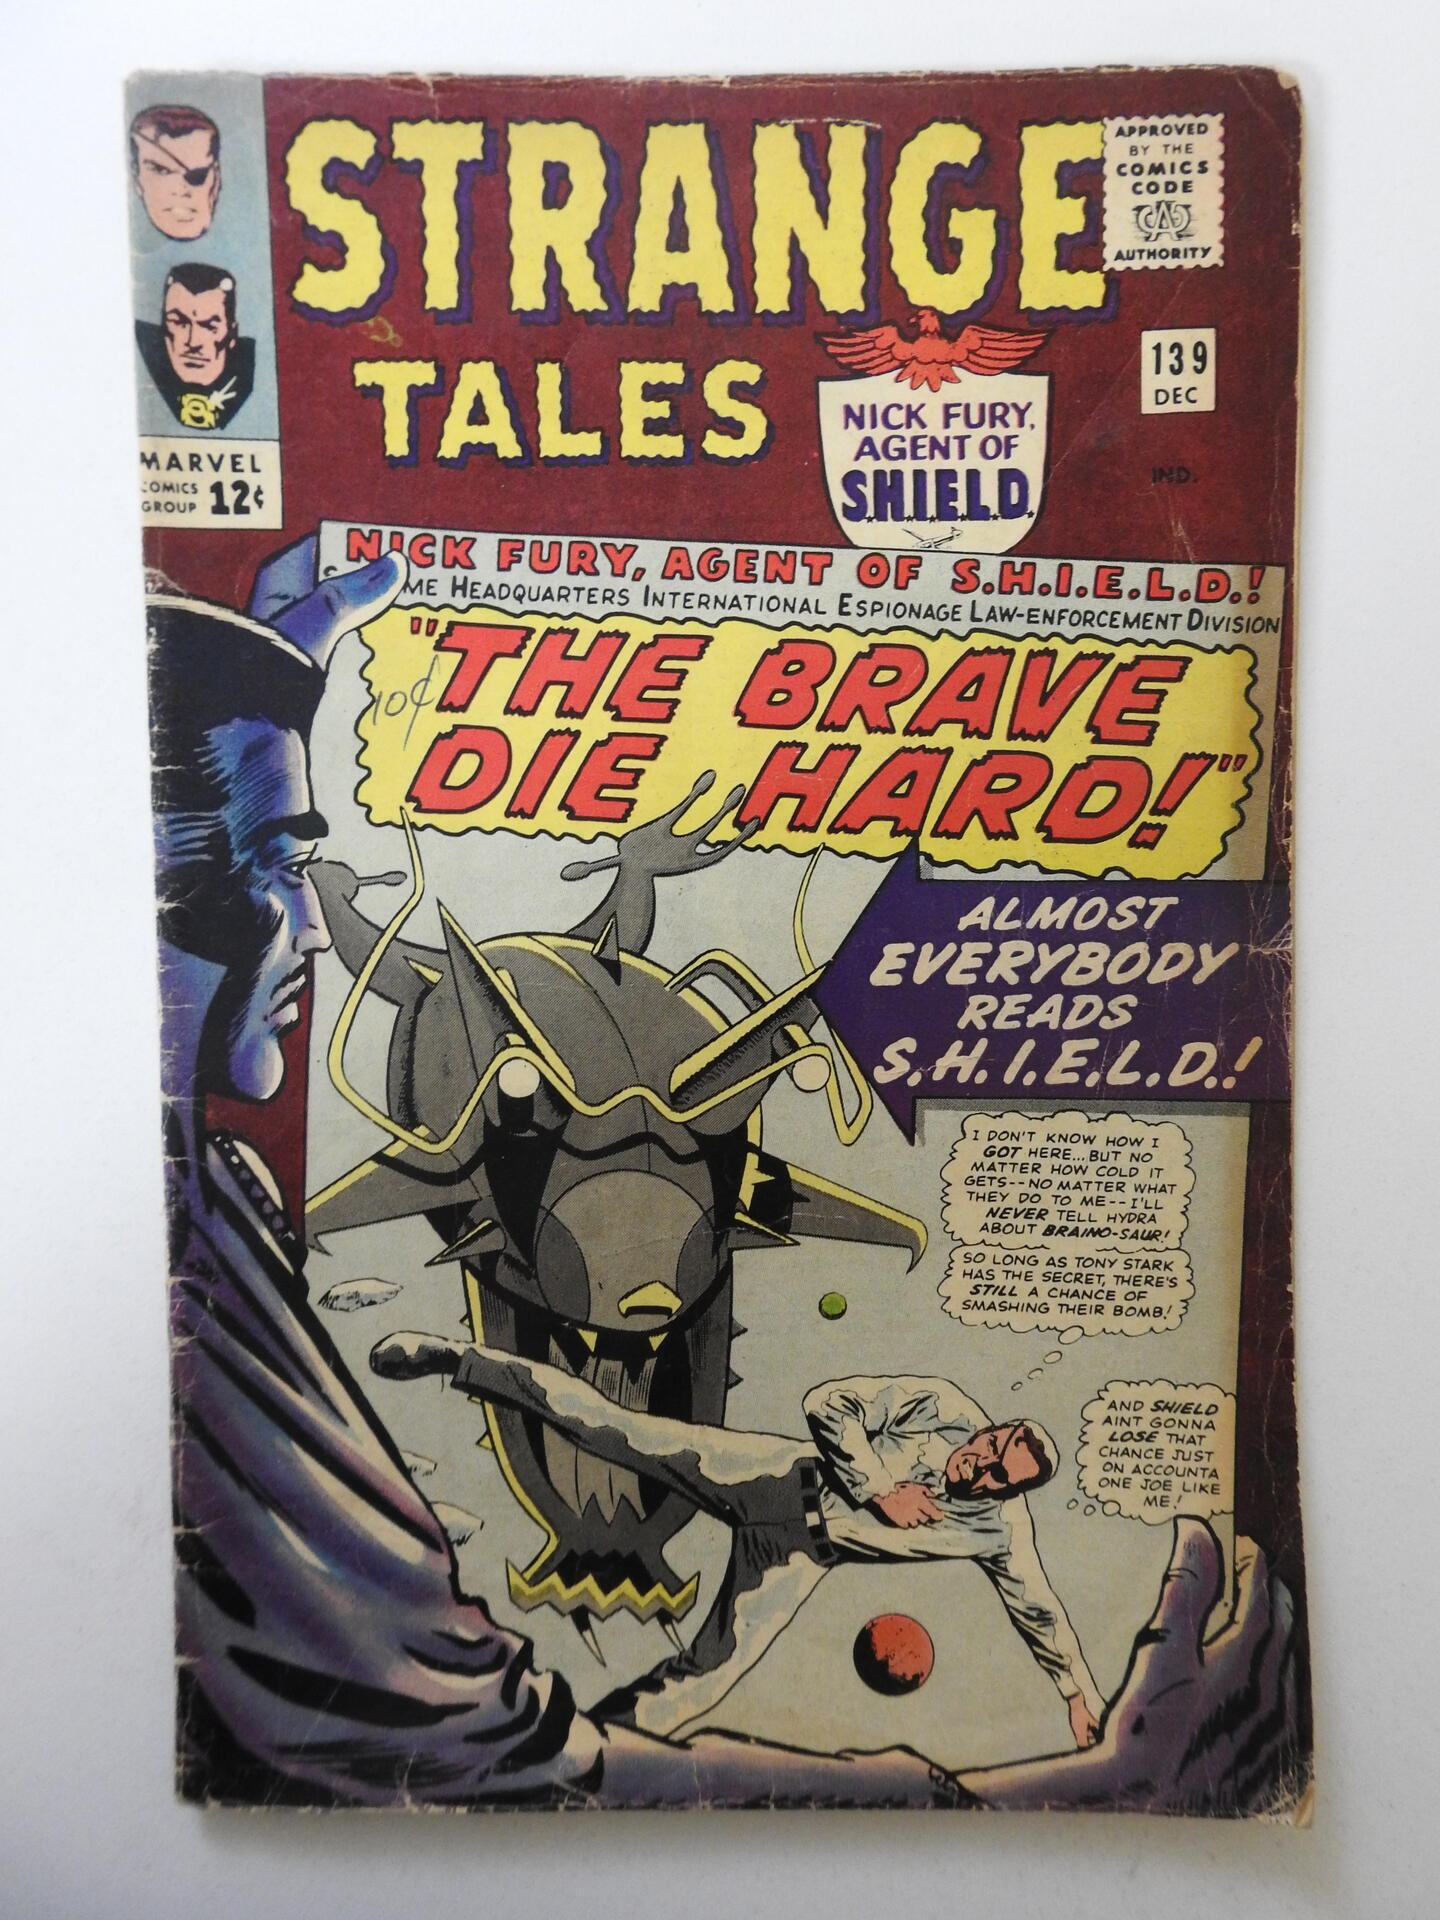 STRANGE
TALES
APPROVED
BY THE
COMICS
CODE
AUTHORITY
139
DEC
IND.
NICK FURY,
AGENT OF
S.H.I.E.L.D.
MARVEL
COMICS
GROUP 12¢
NICK FURY, AGENT OF S.H.I.E.L.D.!
ME HEADQUARTERS INTERNATIONAL ESPIONAGE LAW-ENFORCEMENT DIVISION
"THE BRAVE
DIE HARD!"
10¢
ALMOST
EVERYBODY
READS
S.H.I.E.L.D.!
I DON'T KNOW HOW I
GOT HERE...BUT NO
MATTER HOW COLD IT
GETS--NO MATTER WHAT
THEY DO TO ME--I'LL
NEVER TELL HYDRA
ABOUT BRAINO-SAUR!
SO LONG AS TONY STARK
HAS THE SECRET, THERE'S
STILL A CHANCE OF
SMASHING THEIR BOMB!
AND SHIELD
AINT GONNA
LOSE THAT
CHANCE JUST
ON ACCOUNTA
ONE JOE LIKE
ME!